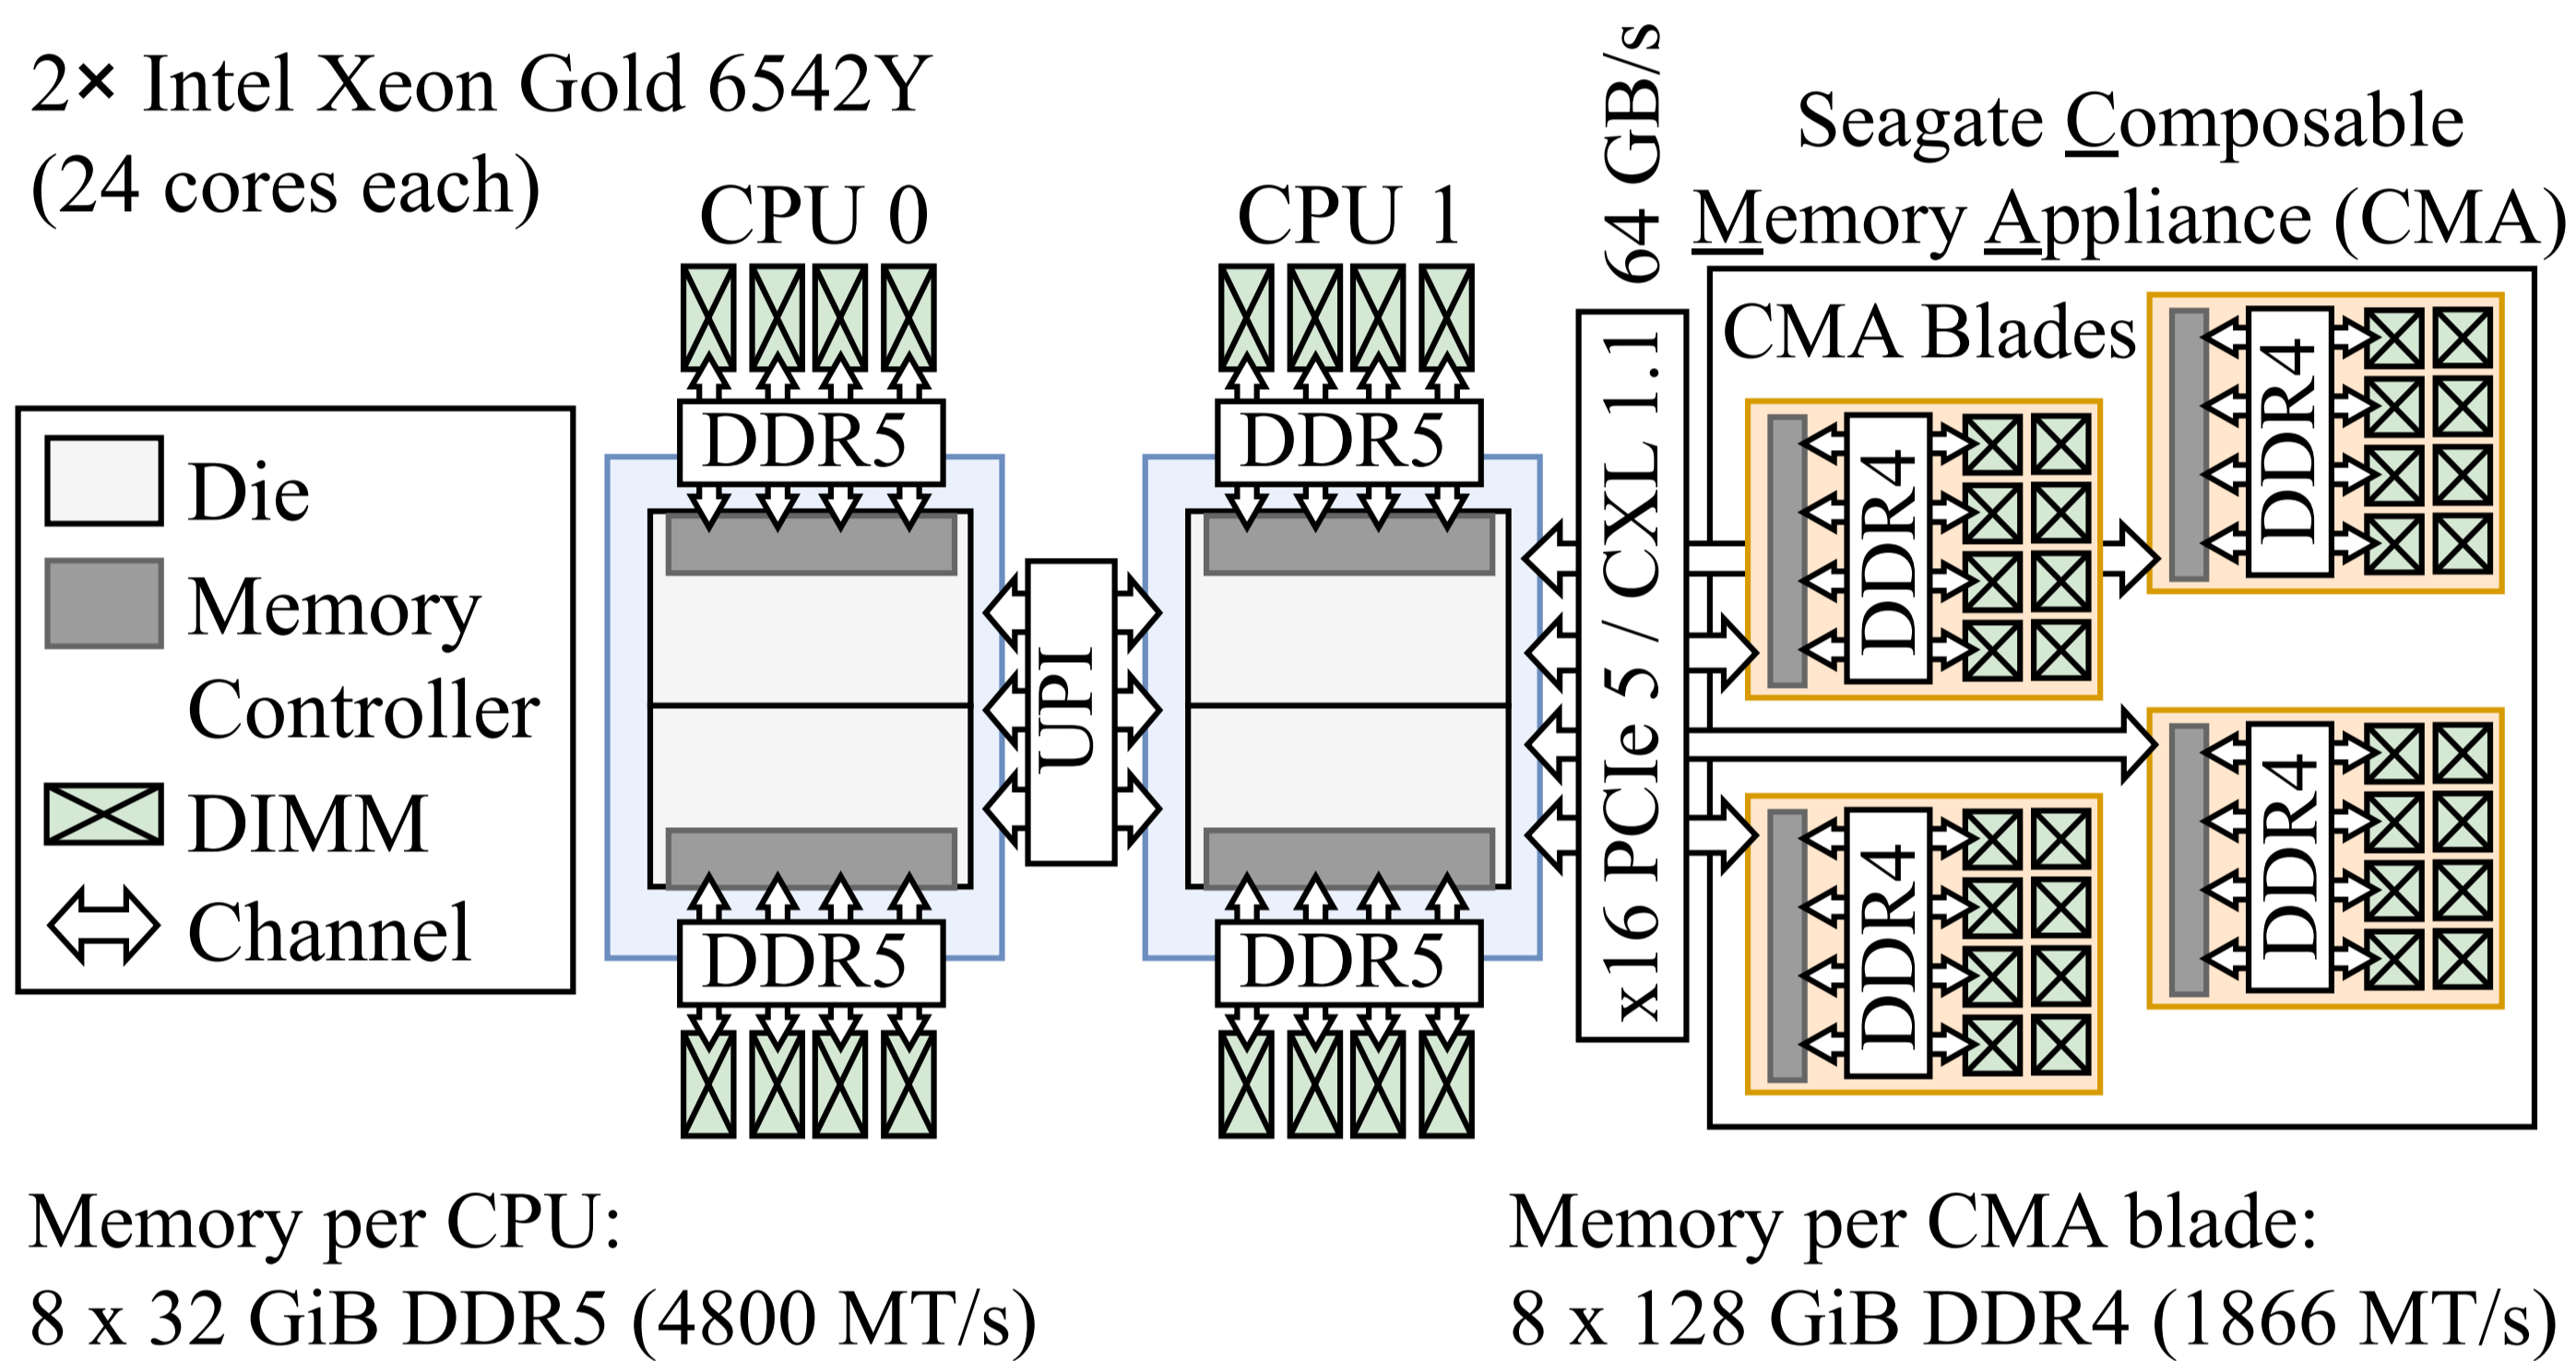 2× Intel Xeon Gold 6542Y
(24 cores each)
CPU 0
CPU 1
64 GB/s
Seagate Composable
Memory Appliance (CMA)
Die
Memory
Controller
DIMM
Channel
DDR5
DDR5
DDR5
DDR5
UPI
x16 PCIe 5 / CXL 1.1
CMA Blades
DDR4
DDR4
DDR4
DDR4
Memory per CPU:
8 x 32 GiB DDR5 (4800 MT/s)
Memory per CMA blade:
8 x 128 GiB DDR4 (1866 MT/s)